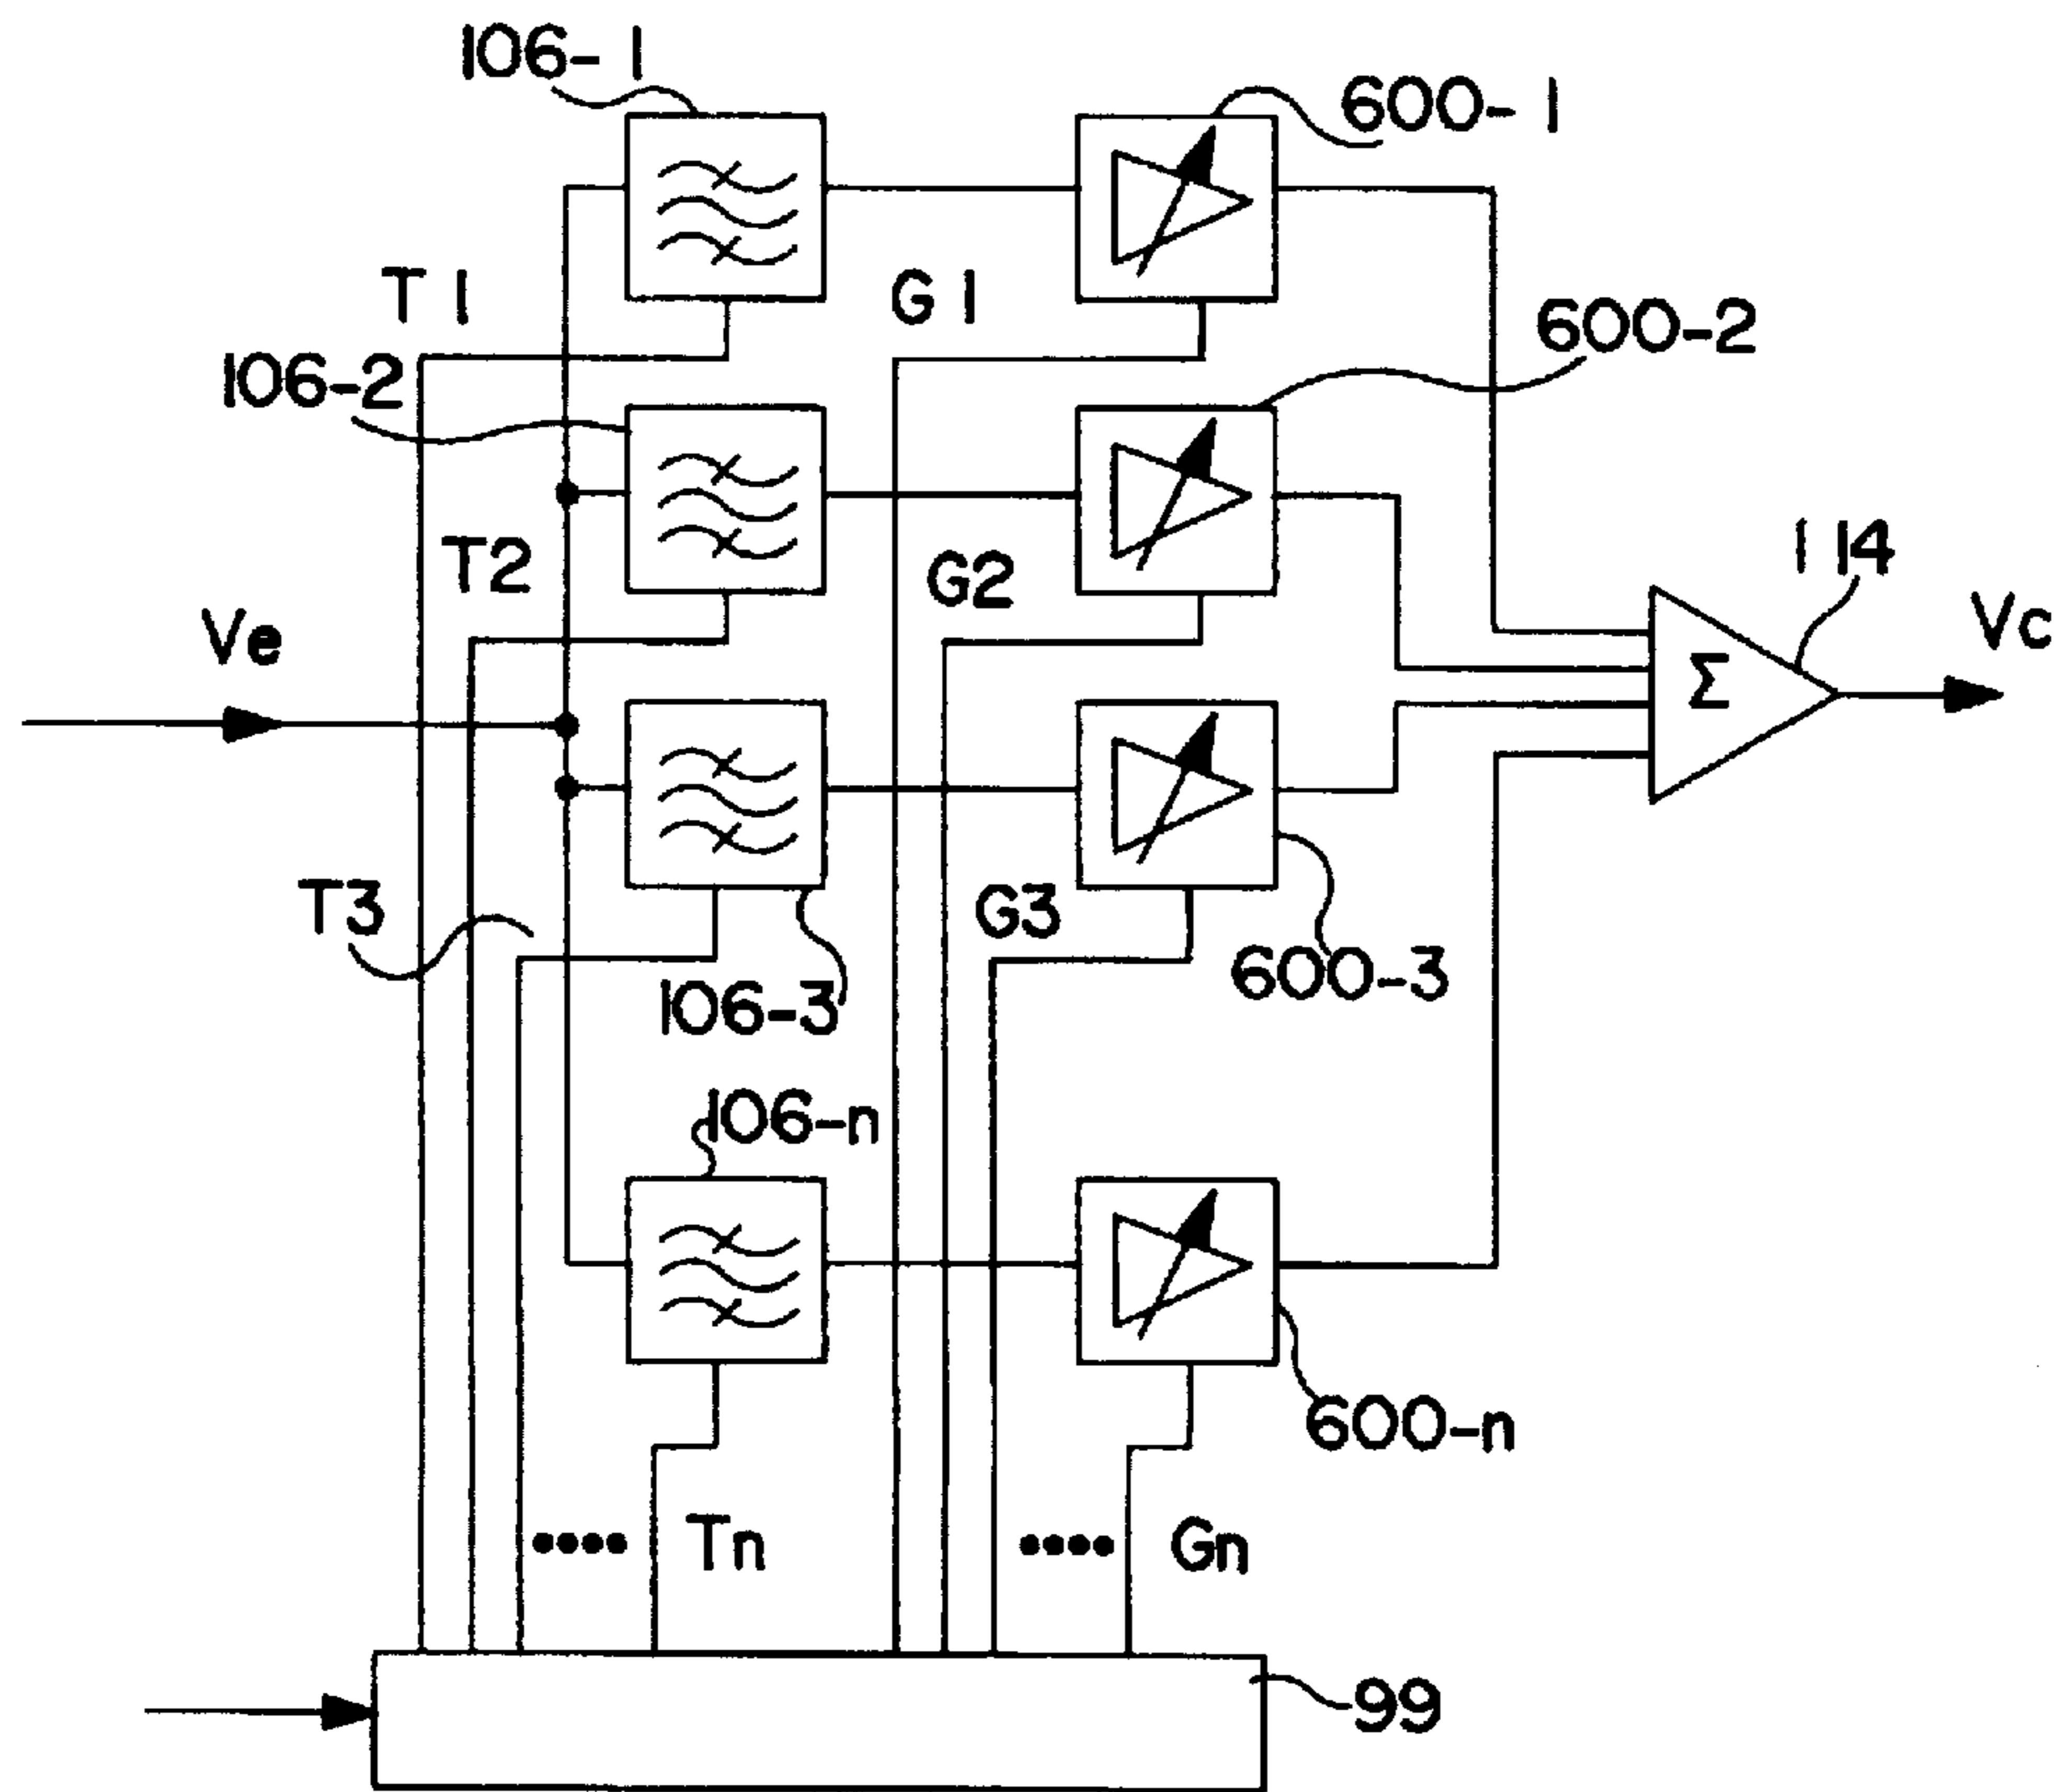 106-1
600-1
T1
G1
600-2
106-2
T2
G2
114
Ve
Vc
Σ
T3
G3
600-3
106-3
106-n
600-n
Tn
Gn
99